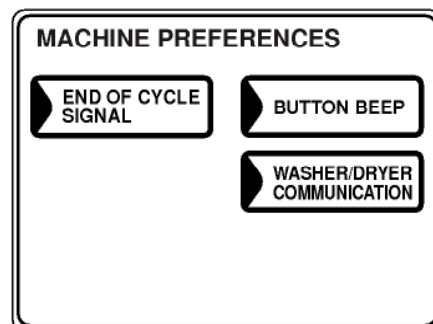 MACHINE PREFERENCES
END OF CYCLE
SIGNAL
BUTTON BEEP
WASHER/DRYER
COMMUNICATION